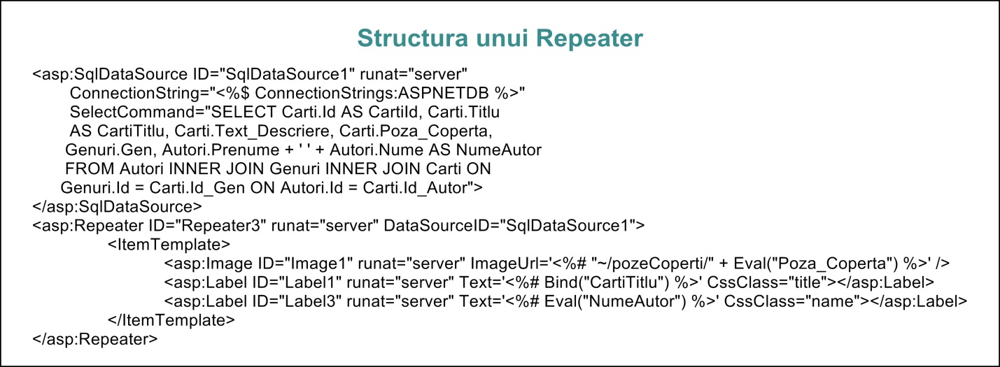 Structura unui Repeater
<asp:SqlDataSource ID="SqlDataSource1" runat="server"
ConnectionString="<%$ ConnectionStrings:ASPNETDB %>"
SelectCommand="SELECT Carti.Id AS CartiId, Carti.Titlu
AS CartiTitlu, Carti.Text_Descriere, Carti.Poza_Coperta,
Genuri.Gen, Autori.Prenume + ' ' + Autori.Nume AS NumeAutor
FROM Autori INNER JOIN Genuri INNER JOIN Carti ON
Genuri.Id = Carti.Id_Gen ON Autori.Id = Carti.Id_Autor">
</asp:SqlDataSource>
<asp:Repeater ID="Repeater3" runat="server" DataSourceID="SqlDataSource1">
<ItemTemplate>
<asp:Image ID="Image1" runat="server" ImageUrl='<%# "~/pozeCoperti/" + Eval("Poza_Coperta") %>' />
<asp:Label ID="Label1" runat="server" Text='<%# Bind("CartiTitlu") %>' CssClass="title"></asp:Label>
<asp:Label ID="Label3" runat="server" Text='<%# Eval("NumeAutor") %>' CssClass="name"></asp:Label>
</ItemTemplate>
</asp:Repeater>